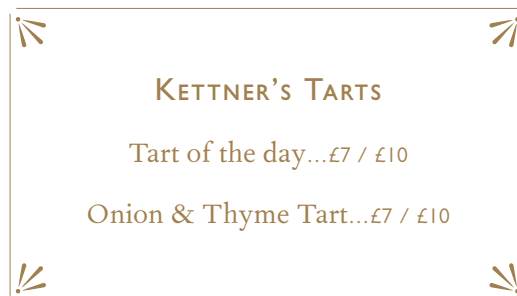 Kettner's Tarts
Tart of the day...£7 / £10
Onion & Thyme Tart...£7 / £10